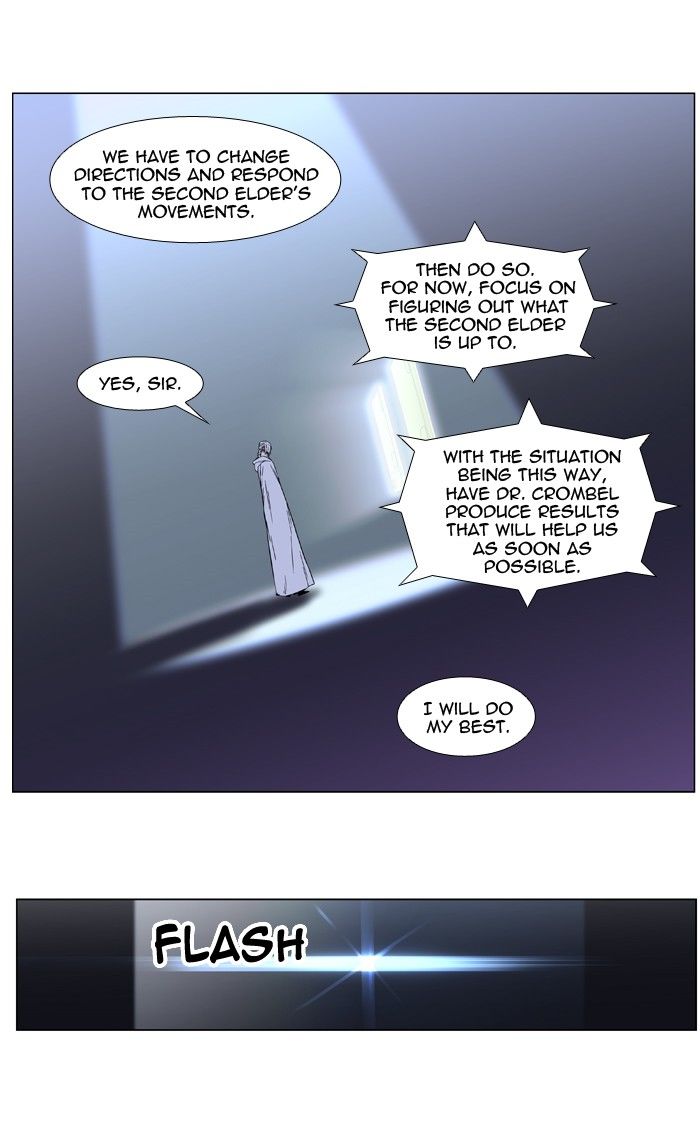 WE HAVE TO CHANGE
DIRECTIONS AND RESPOND
TO THE SECOND ELDER'S
MOVEMENTS.
THEN DO SO.
FOR NOW, FOCUS ON
FIGURING OUT WHAT
THE SECOND ELDER
IS UP TO.
YES, SIR.
WITH THE SITUATION
BEING THIS WAY,
HAVE DR. CROMBEL
PRODUCE RESULTS
THAT WILL HELP US
AS SOON AS
POSSIBLE.
I WILL DO
MY BEST.
FLASH